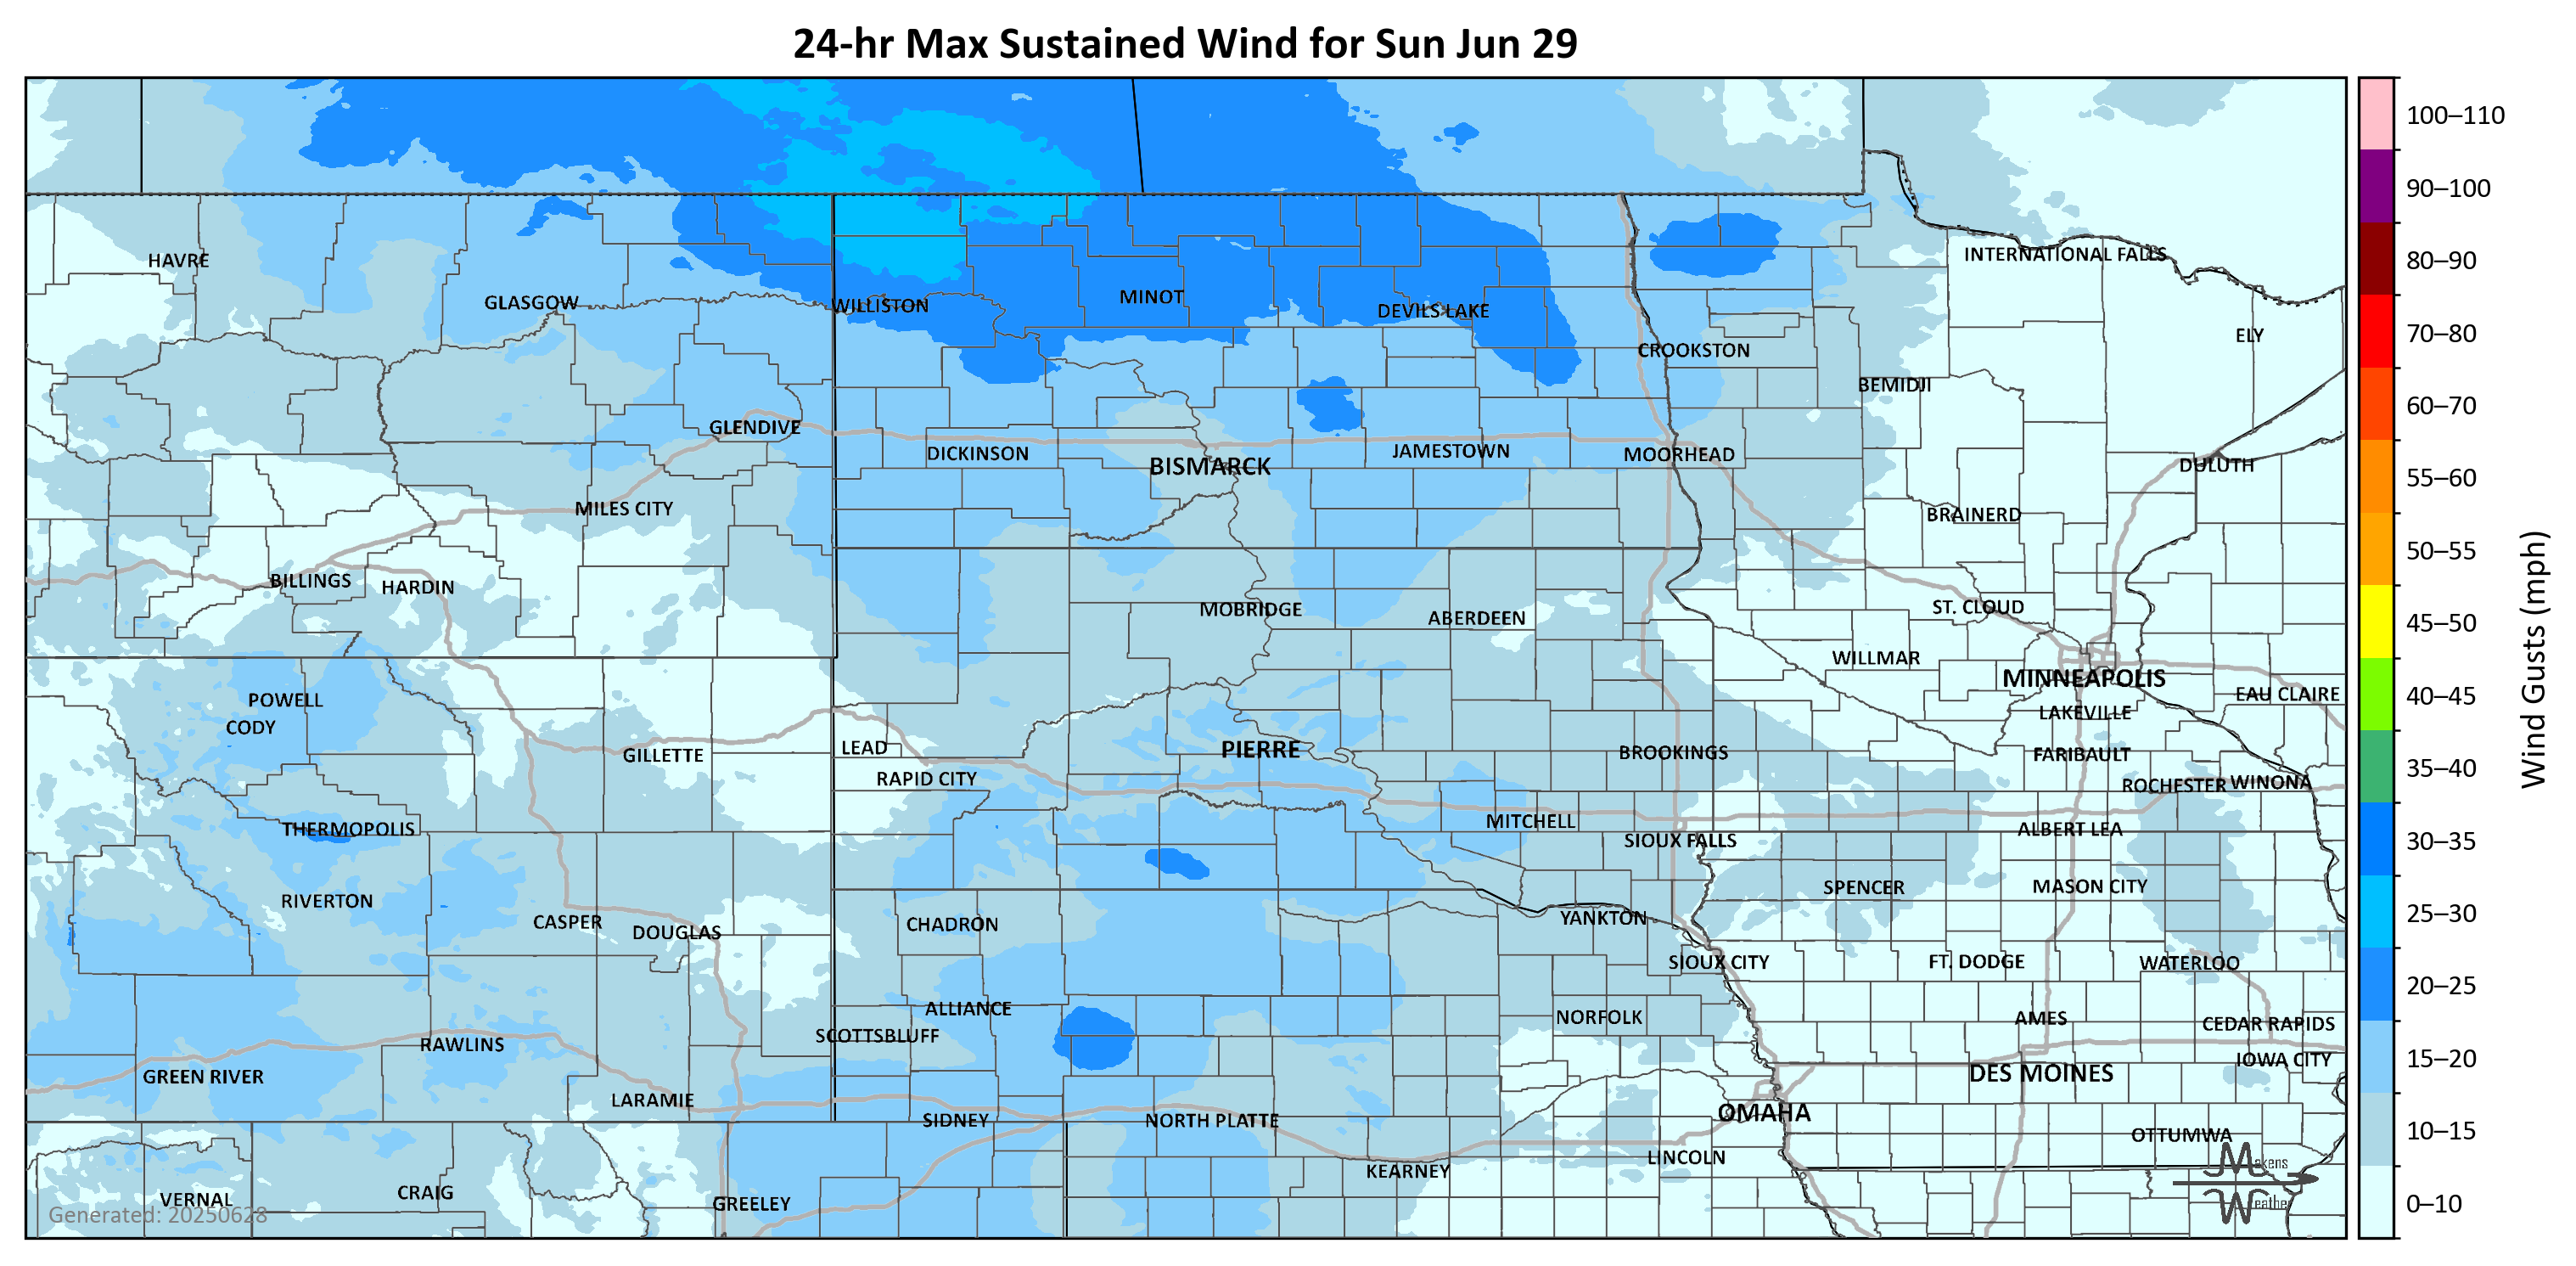 24-hr Max Sustained Wind for Sun Jun 29
100–110
90–100
80–90
70–80
60–70
55–60
50–55
45–50
40–45
35–40
30–35
25–30
20–25
15–20
10–15
0–10
Wind Gusts (mph)
HAVRE
INTERNATIONAL FALLS
GLASGOW
WILLISTON
MINOT
DEVILS LAKE
ELY
CROOKSTON
BEMIDJI
GLENDIVE
DICKINSON
BISMARCK
JAMESTOWN
MOORHEAD
DULUTH
MILES CITY
BRAINERD
BILLINGS
HARDIN
MOBRIDGE
ABERDEEN
ST. CLOUD
WILLMAR
MINNEAPOLIS
EAU CLAIRE
POWELL
CODY
LAKEVILLE
GILLETTE
LEAD
PIERRE
BROOKINGS
FARIBAULT
RAPID CITY
ROCHESTER
WINONA
THERMOPOLIS
MITCHELL
SIOUX FALLS
ALBERT LEA
RIVERTON
SPENCER
MASON CITY
CASPER
DOUGLAS
CHADRON
YANKTON
SIOUX CITY
FT. DODGE
WATERLOO
ALLIANCE
NORFOLK
AMES
CEDAR RAPIDS
SCOTTSBLUFF
RAWLINS
IOWA CITY
GREEN RIVER
DES MOINES
LARAMIE
SIDNEY
NORTH PLATTE
OMAHA
OTTUMWA
KEARNEY
LINCOLN
VERNAL
CRAIG
GREELEY
Generated: 20250628
Makens
Weather